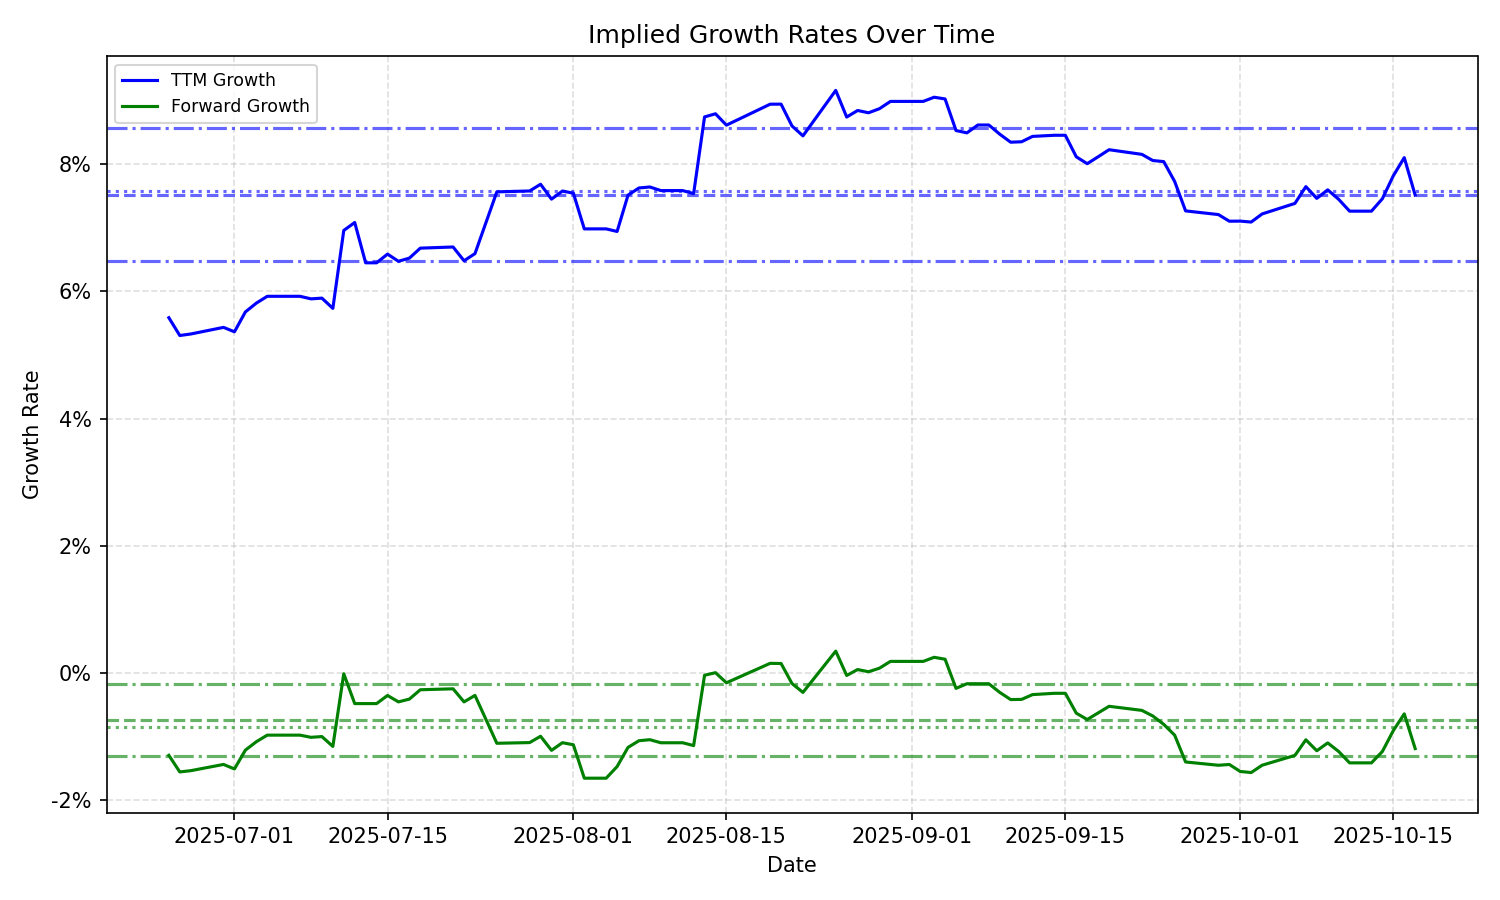 Implied Growth Rates Over Time
TTM Growth
Forward Growth
8%
6%
4%
2%
0%
-2%
Growth Rate
2025-07-01
2025-07-15
2025-08-01
2025-08-15
2025-09-01
2025-09-15
2025-10-01
2025-10-15
Date